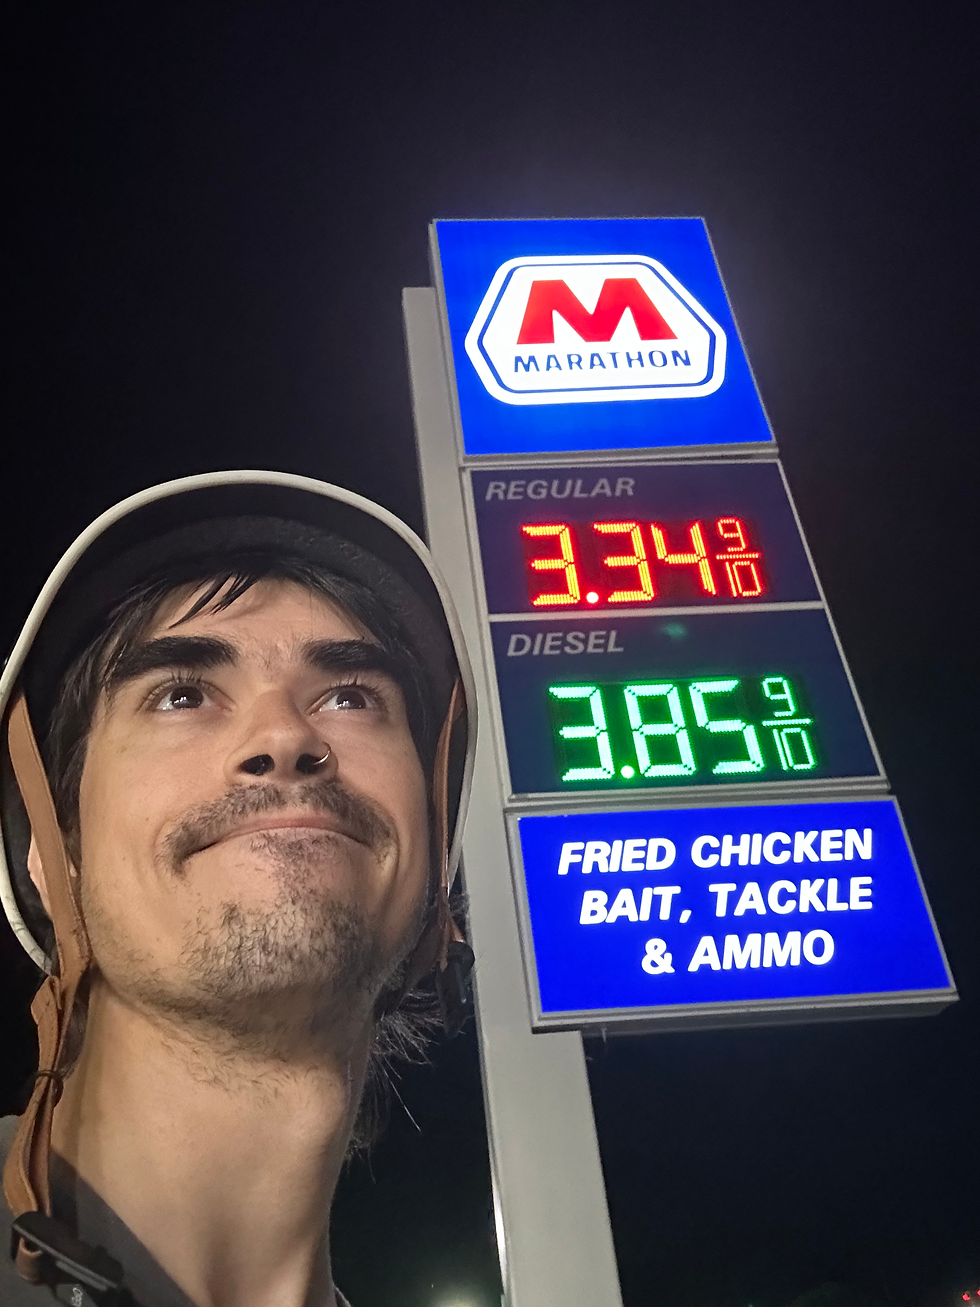 M
MARATHON
REGULAR
3.34 9/10
DIESEL
3.85 9/10
FRIED CHICKEN
BAIT, TACKLE
& AMMO